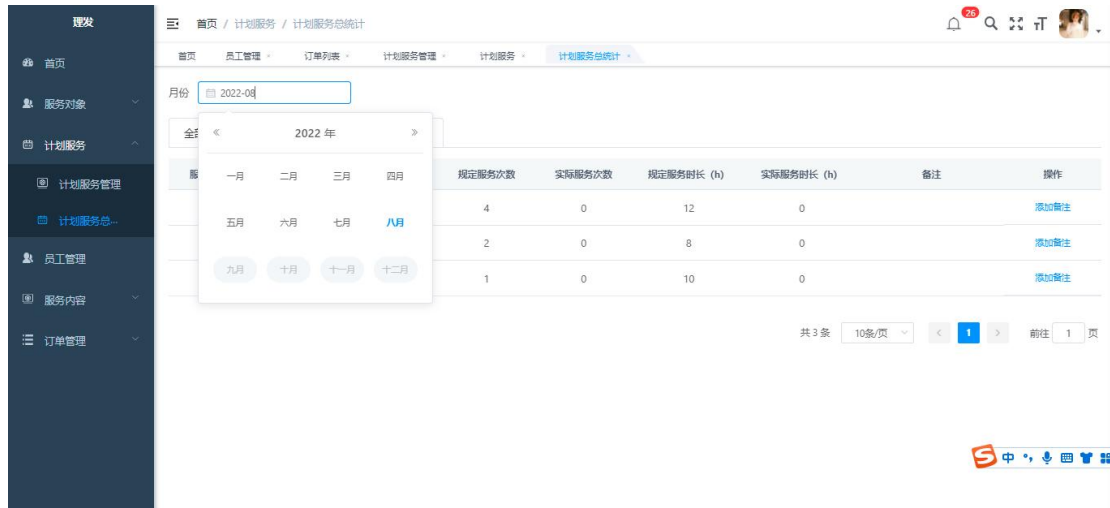 理发
首页 / 计划服务 / 计划服务总统计
26
首页
员工管理
订单列表
计划服务管理
计划服务
计划服务总统计
首页
服务对象
计划服务
计划服务管理
计划服务总...
员工管理
服务内容
订单管理
月份 2022-08
全
2022 年
一月 二月 三月 四月
五月 六月 七月 八月
九月 十月 十一月 十二月
服 规定服务次数 实际服务次数 规定服务时长 (h) 实际服务时长 (h) 备注 操作
4 0 12 0 添加备注
2 0 8 0 添加备注
1 0 10 0 添加备注
共 3 条 10条/页 1 前往 1 页
中